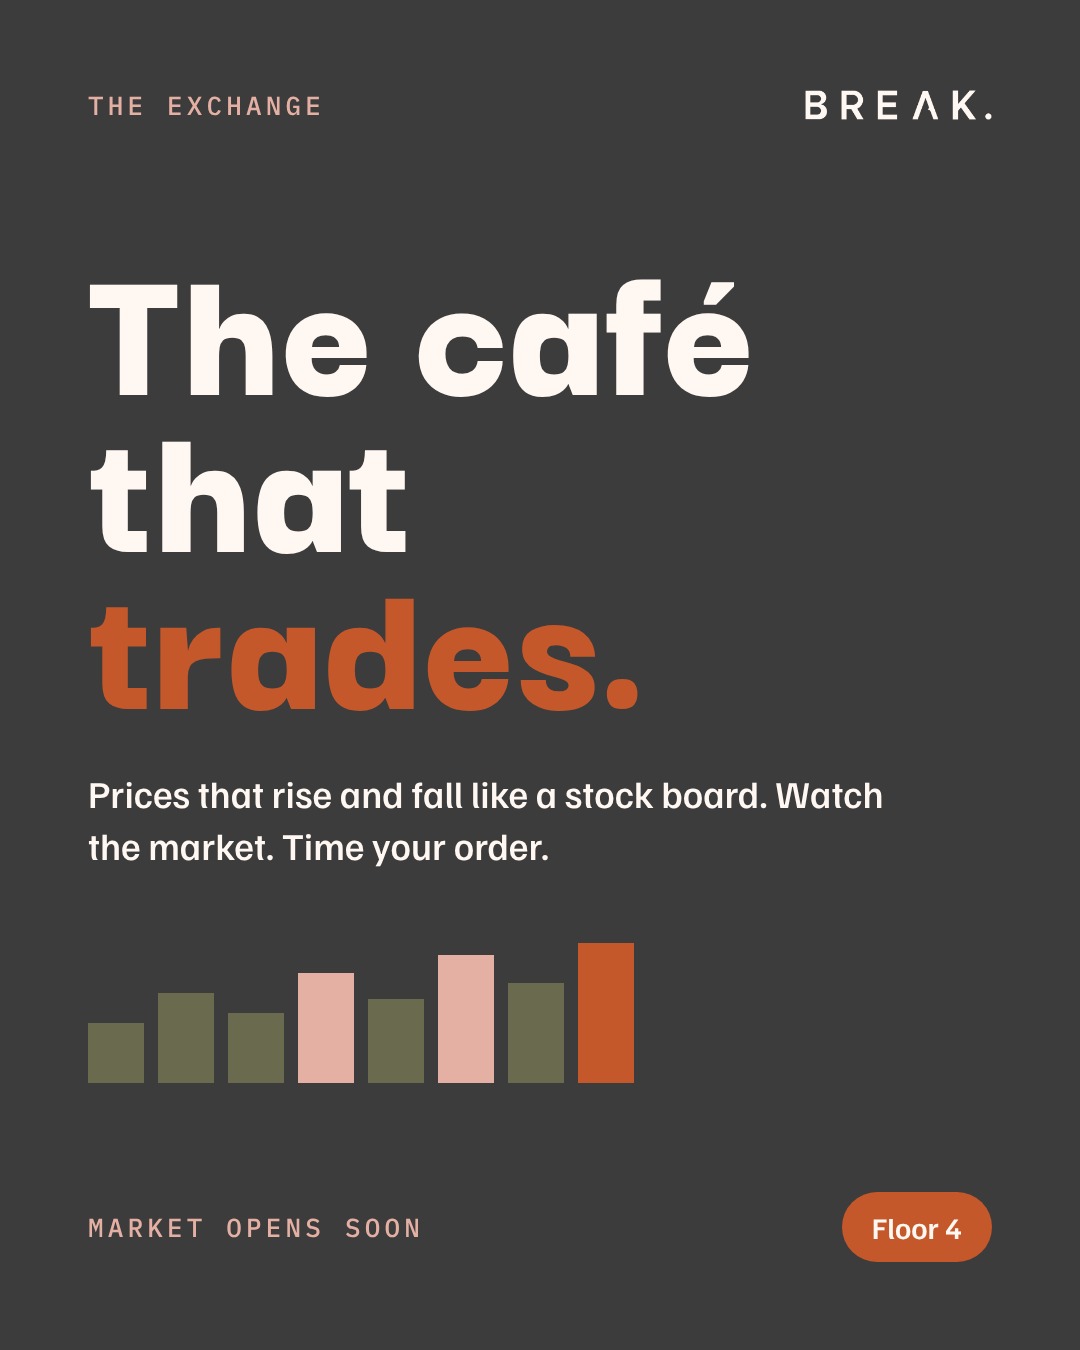 THE EXCHANGE
BREAK.
The café
that
trades.
Prices that rise and fall like a stock board. Watch
the market. Time your order.
MARKET OPENS SOON
Floor 4